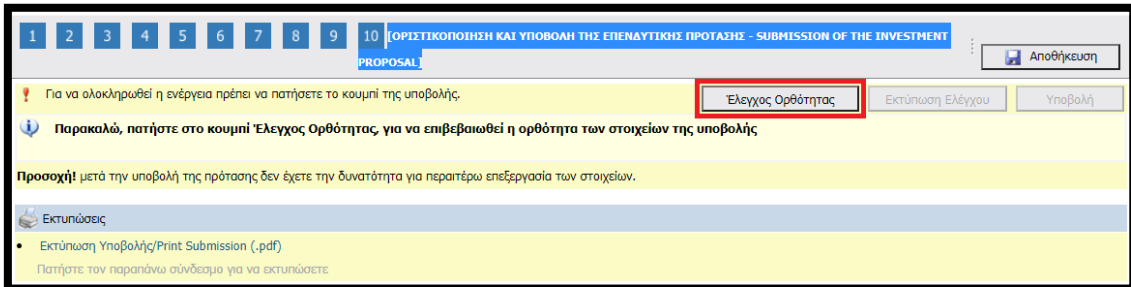 1 2 3 4 5 6 7 8 9 10 [ΟΡΙΣΤΙΚΟΠΟΙΗΣΗ ΚΑΙ ΥΠΟΒΟΛΗ ΤΗΣ ΕΠΕΝΔΥΤΙΚΗΣ ΠΡΟΤΑΣΗΣ - SUBMISSION OF THE INVESTMENT
PROPOSAL]
Αποθήκευση
Για να ολοκληρωθεί η ενέργεια πρέπει να πατήσετε το κουμπί της υποβολής.
Έλεγχος Ορθότητας
Εκτύπωση Ελέγχου
Υποβολή
Παρακαλώ, πατήστε στο κουμπί Έλεγχος Ορθότητας, για να επιβεβαιωθεί η ορθότητα των στοιχείων της υποβολής
Προσοχή! μετά την υποβολή της πρότασης δεν έχετε την δυνατότητα για περαιτέρω επεξεργασία των στοιχείων.
Εκτυπώσεις
• Εκτύπωση Υποβολής/Print Submission (.pdf)
Πατήστε τον παραπάνω σύνδεσμο για να εκτυπώσετε